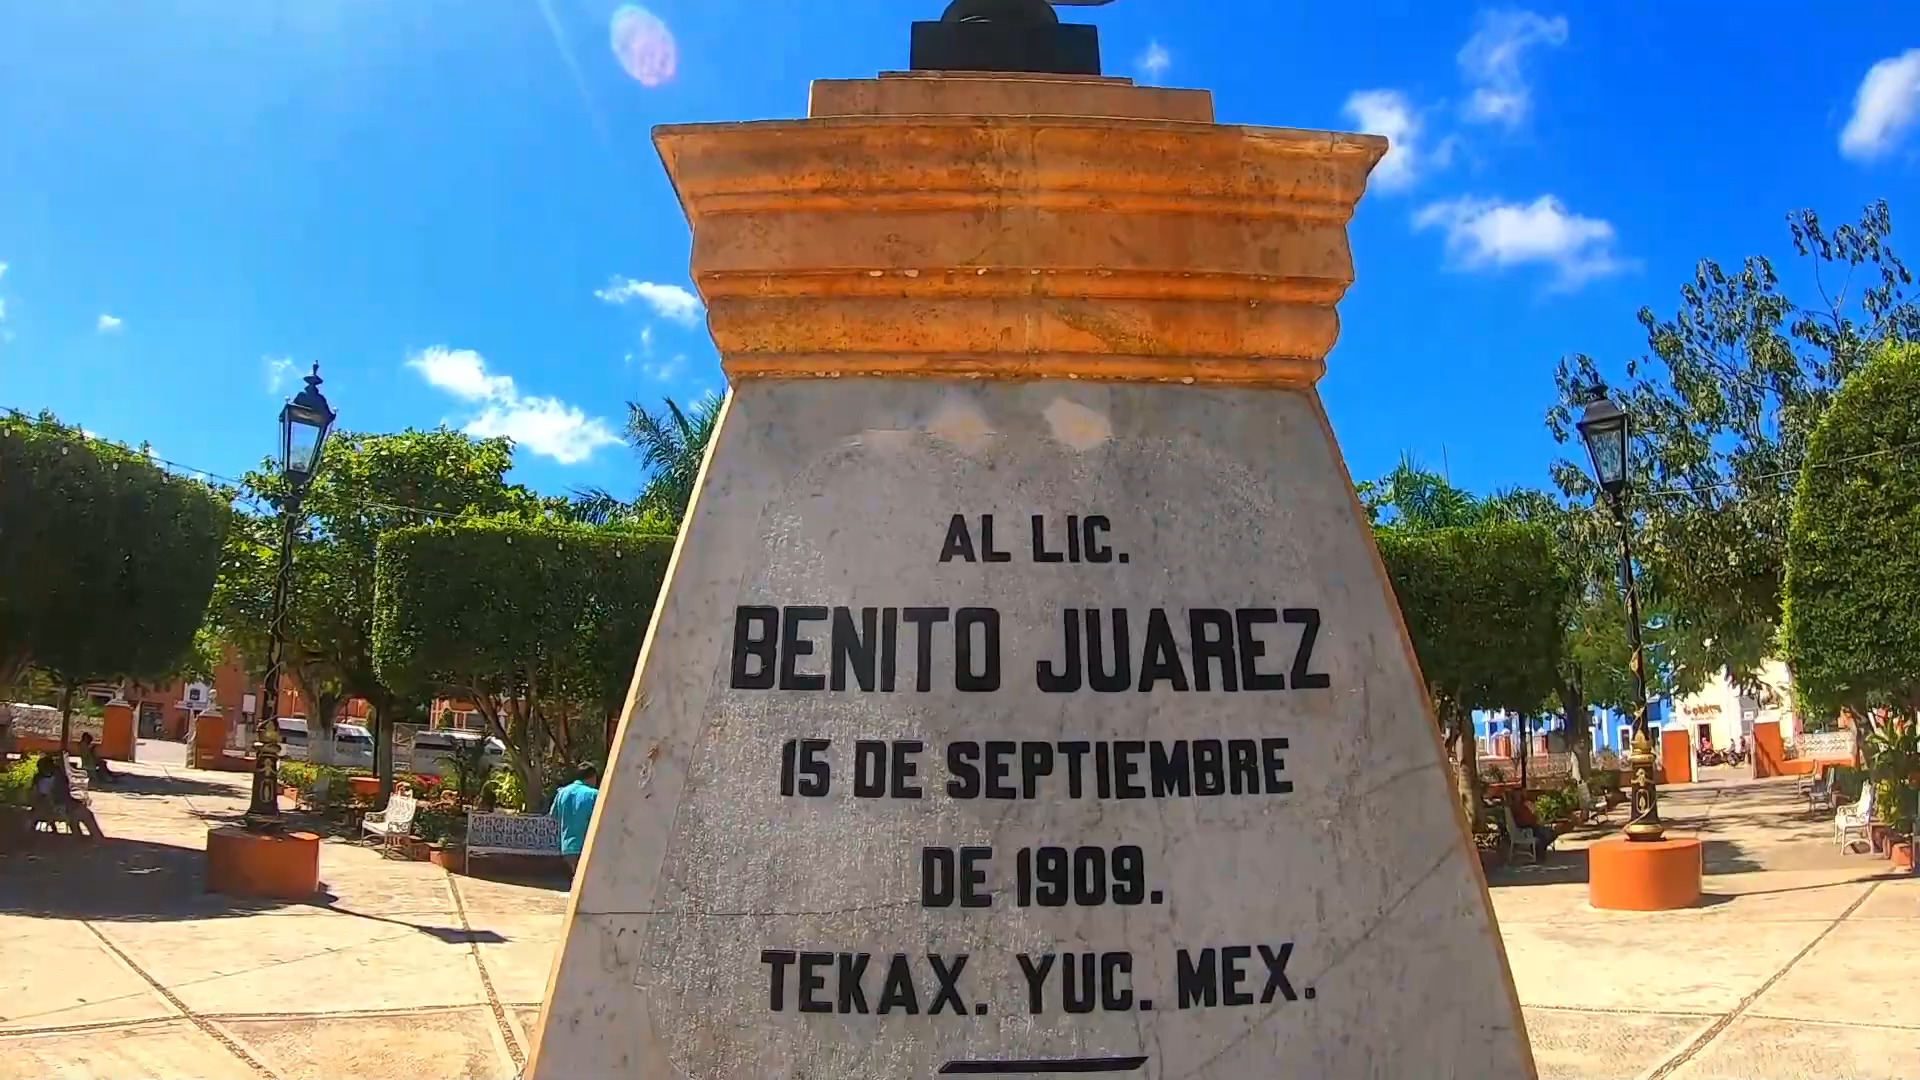 AL LIC.
BENITO JUAREZ
15 DE SEPTIEMBRE
DE 1909.
TEKAX. YUC. MEX.